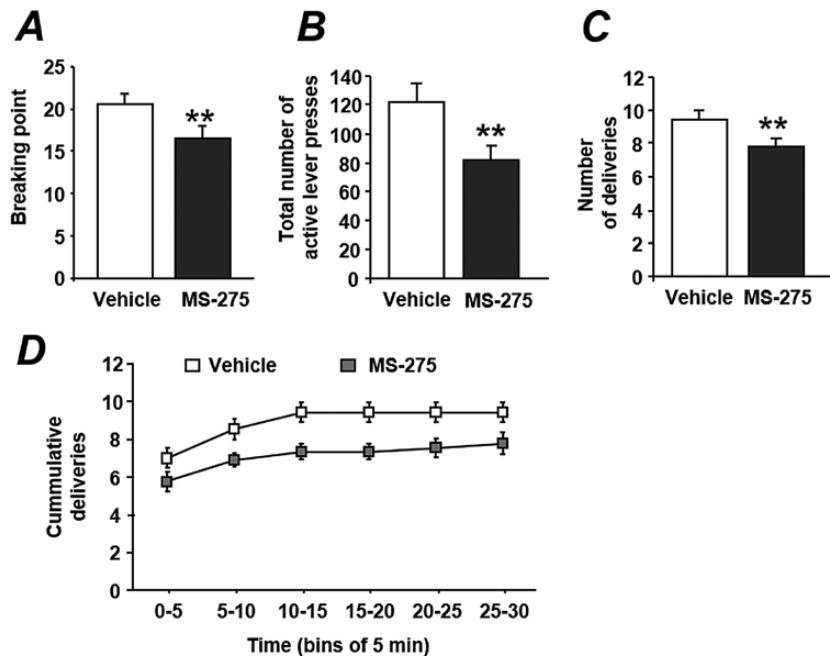 A
Breaking point
25
20
15
10
5
0
**
Vehicle MS-275
B
Total number of
active lever presses
140
120
100
80
60
40
20
0
**
Vehicle MS-275
C
Number
of deliveries
12
10
8
6
4
2
0
**
Vehicle MS-275
D
Cummulative
deliveries
12
10
8
6
4
2
0
Vehicle MS-275
0-5 5-10 10-15 15-20 20-25 25-30
Time (bins of 5 min)